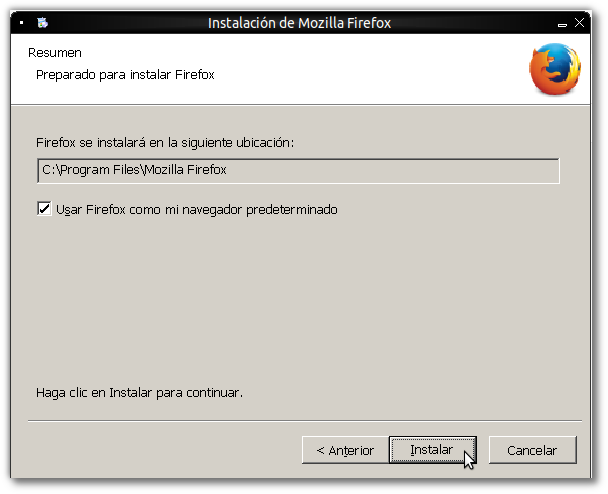 Instalación de Mozilla Firefox
Resumen
Preparado para instalar Firefox
Firefox se instalará en la siguiente ubicación:
C:\Program Files\Mozilla Firefox
Usar Firefox como mi navegador predeterminado
Haga clic en Instalar para continuar.
< Anterior Instalar Cancelar